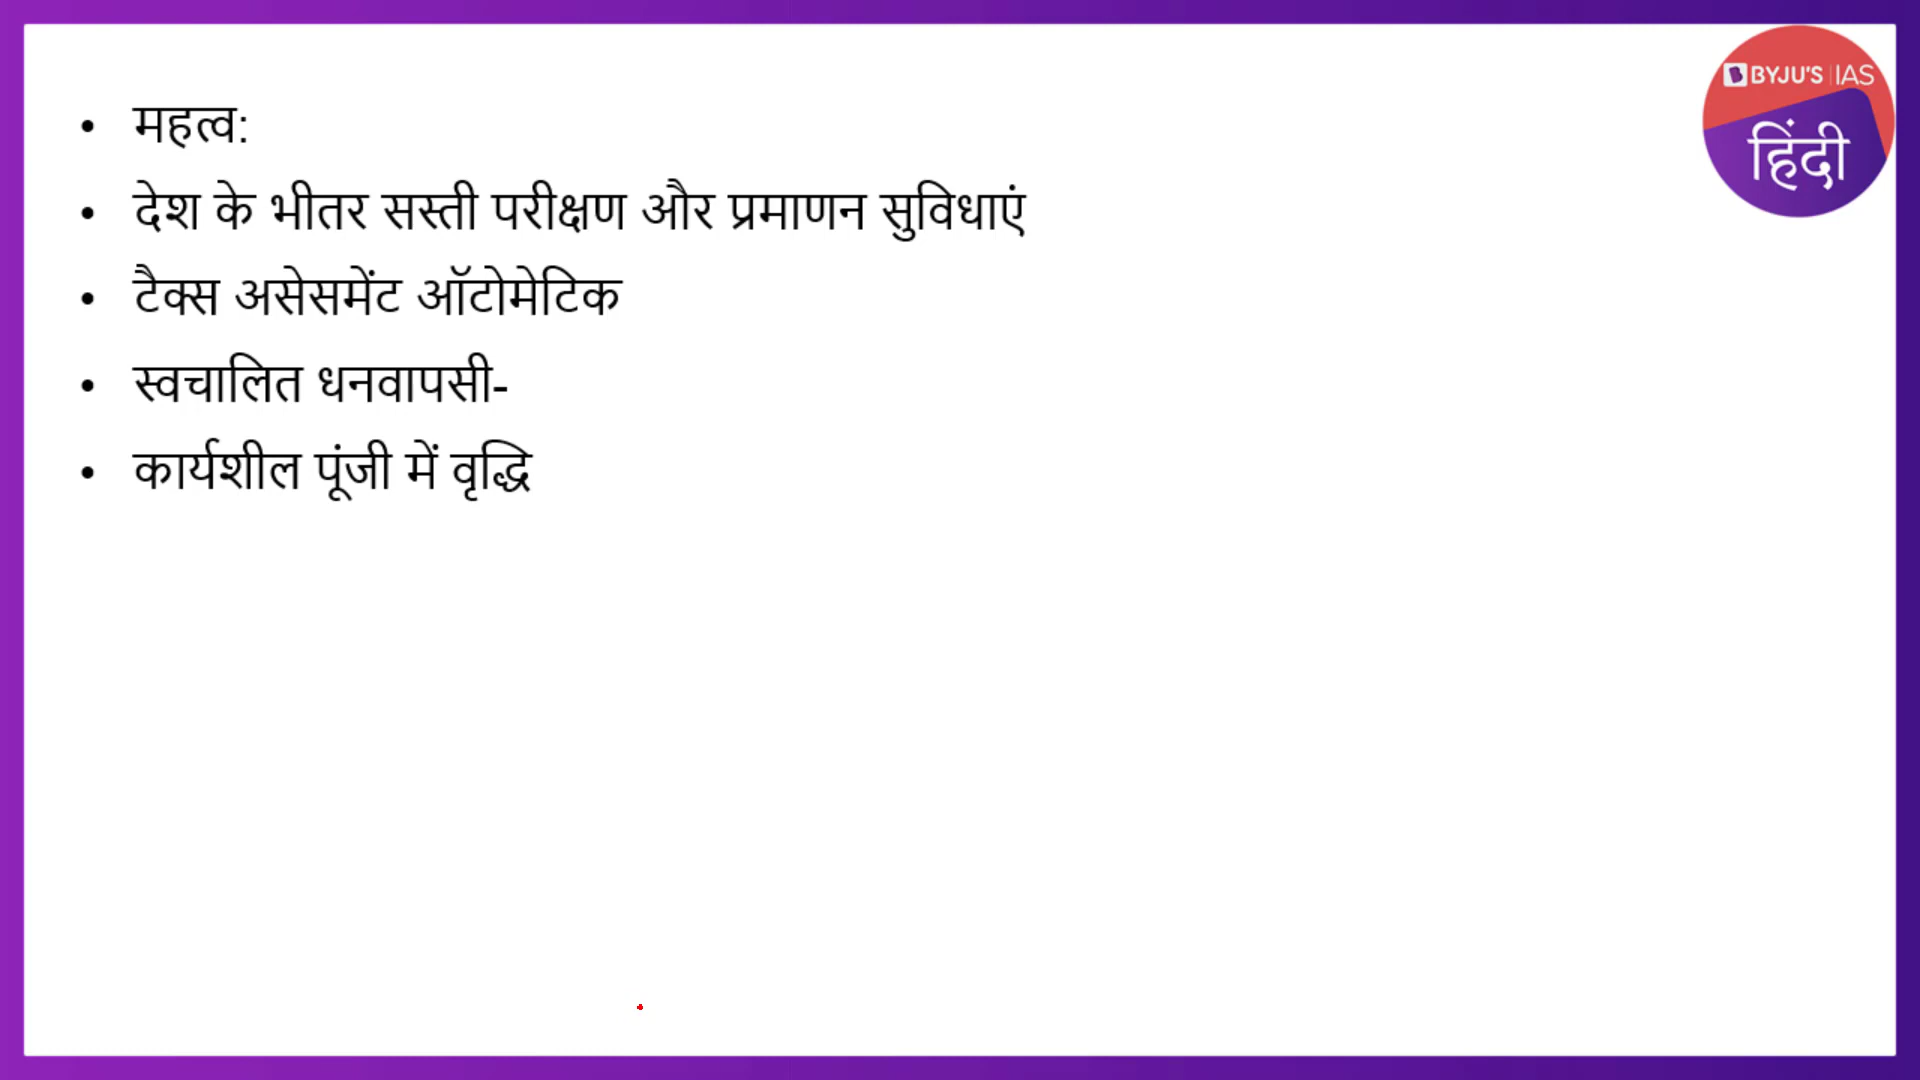 BYJU'S IAS
हिंदी
• महत्व:
• देश के भीतर सस्ती परीक्षण और प्रमाणन सुविधाएं
• टैक्स असेसमेंट ऑटोमेटिक
• स्वचालित धनवापसी-
• कार्यशील पूंजी में वृद्धि